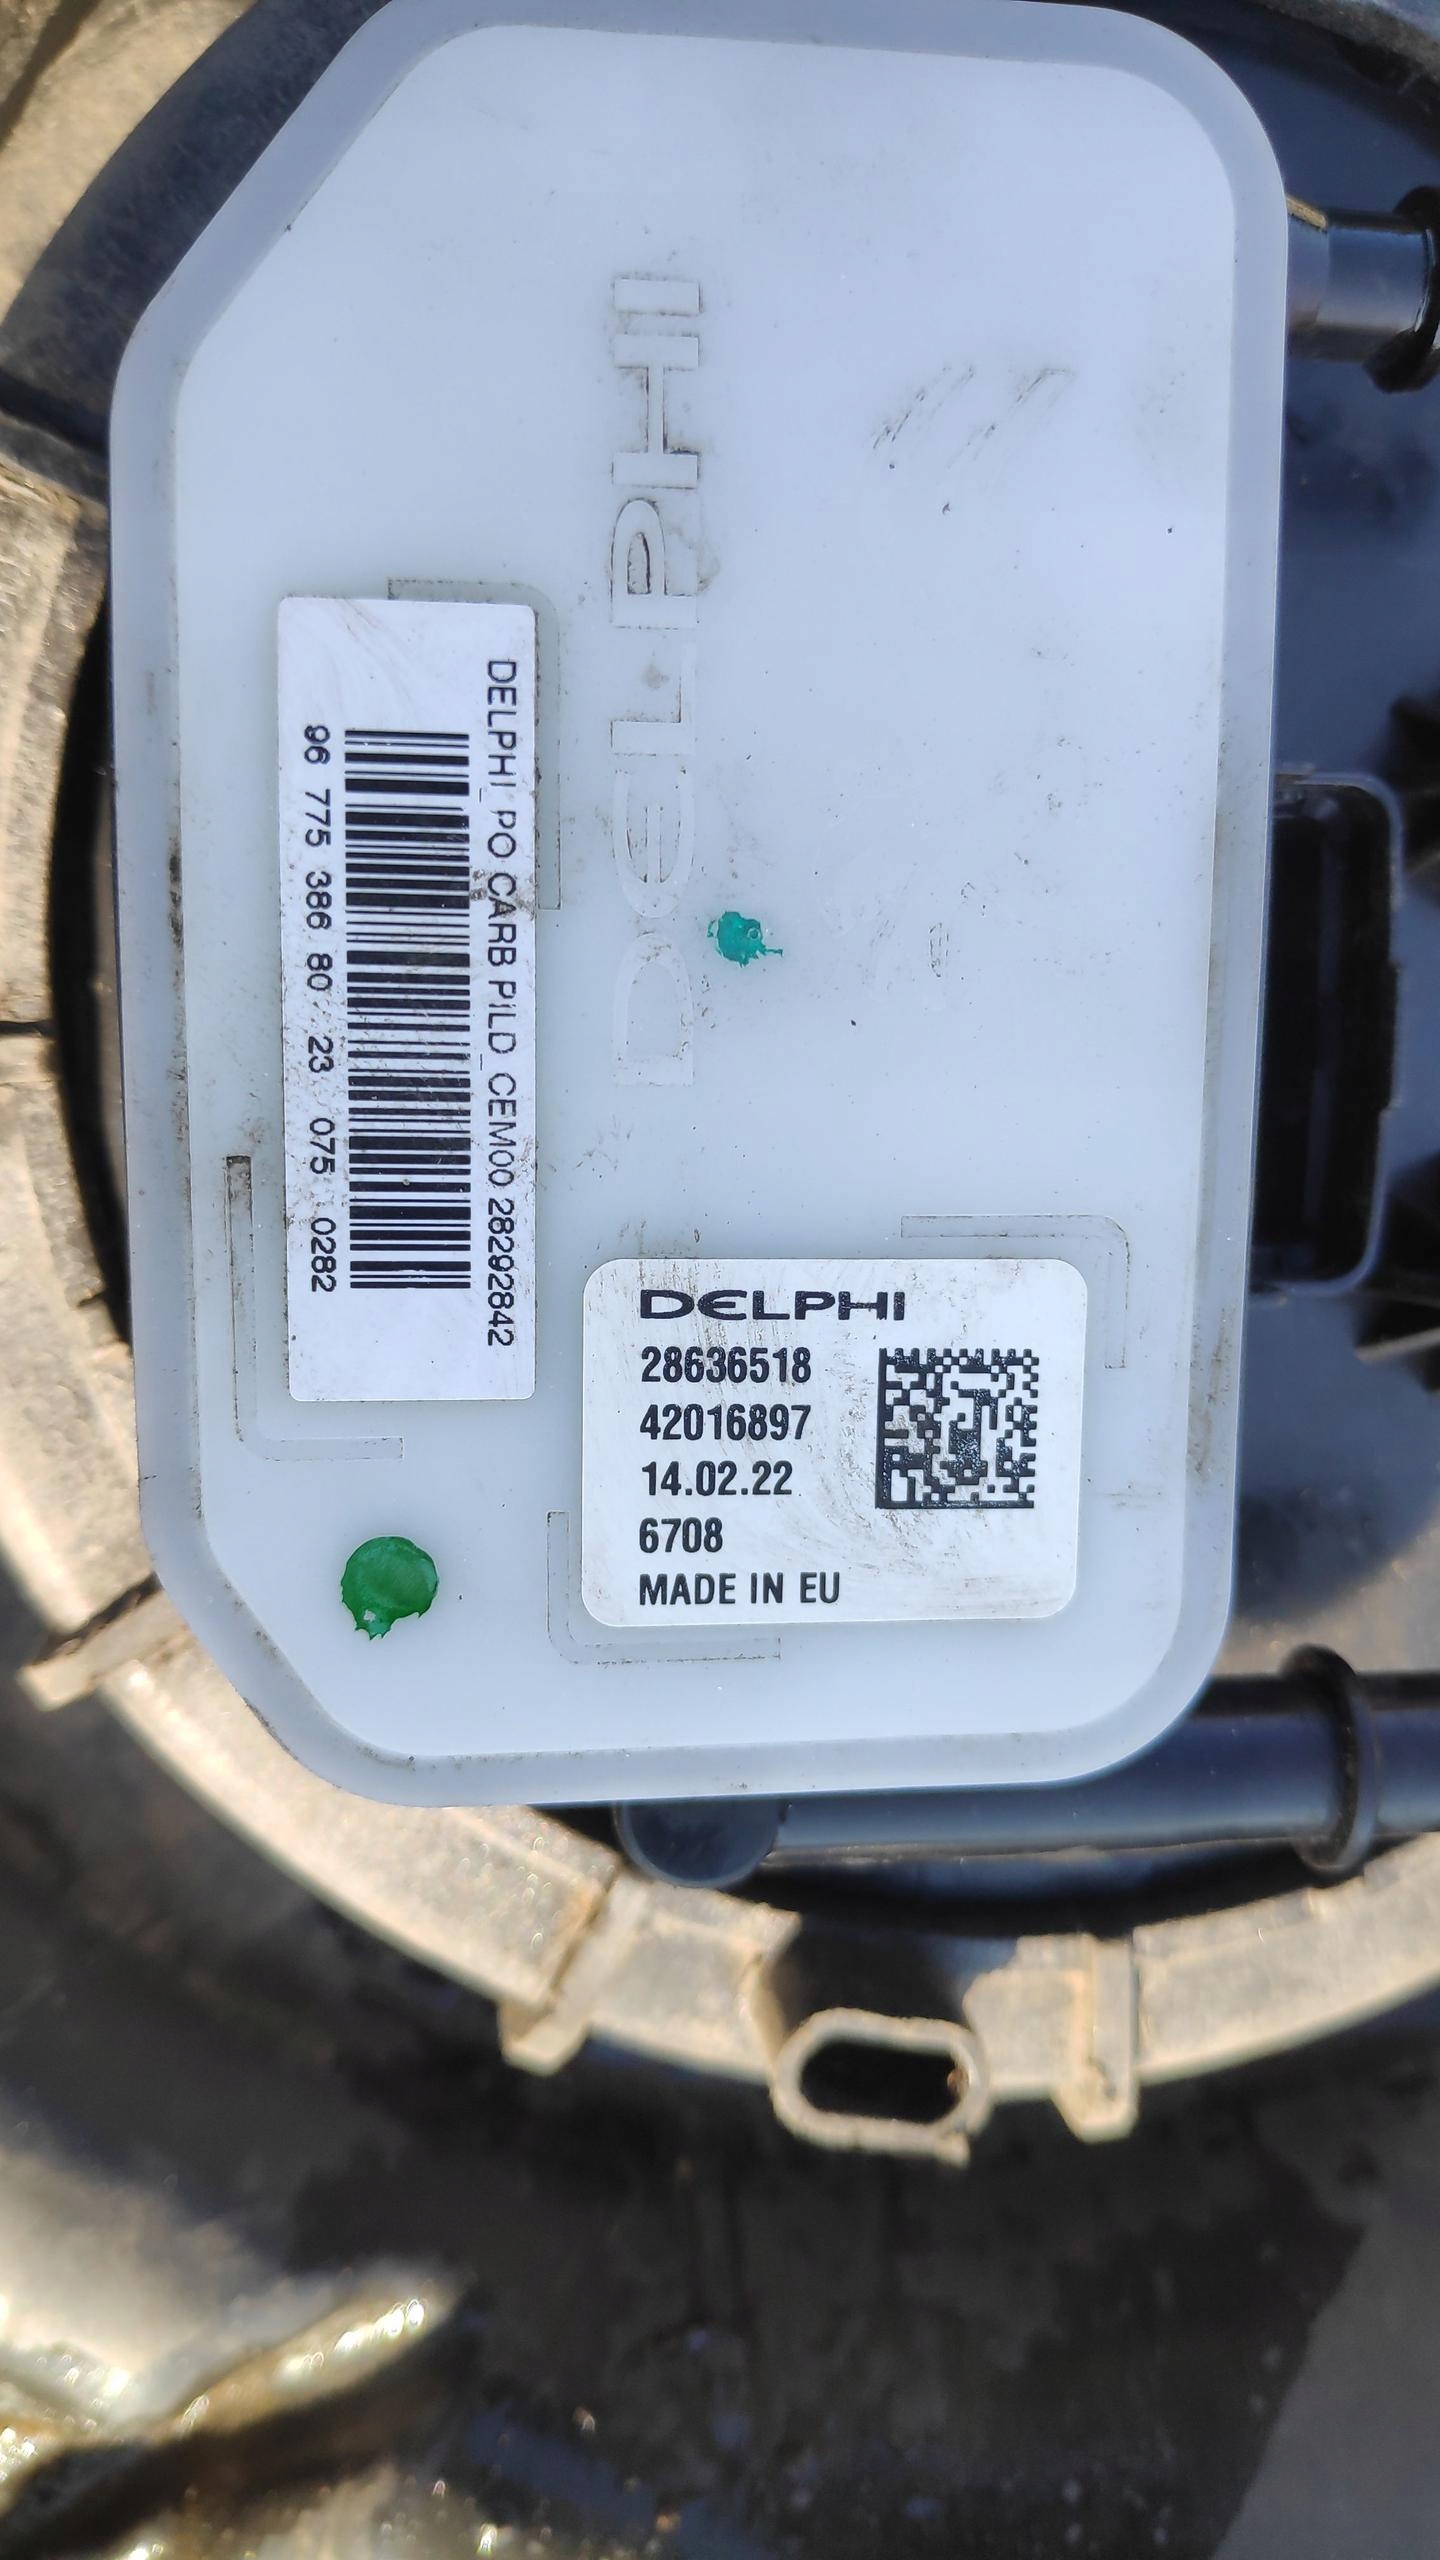 DELPHI
DELPHI_PO CARB PILD_CEM00 28292842
96 775 386 80 23 075 0282
DELPHI
28636518
42016897
14.02.22
6708
MADE IN EU